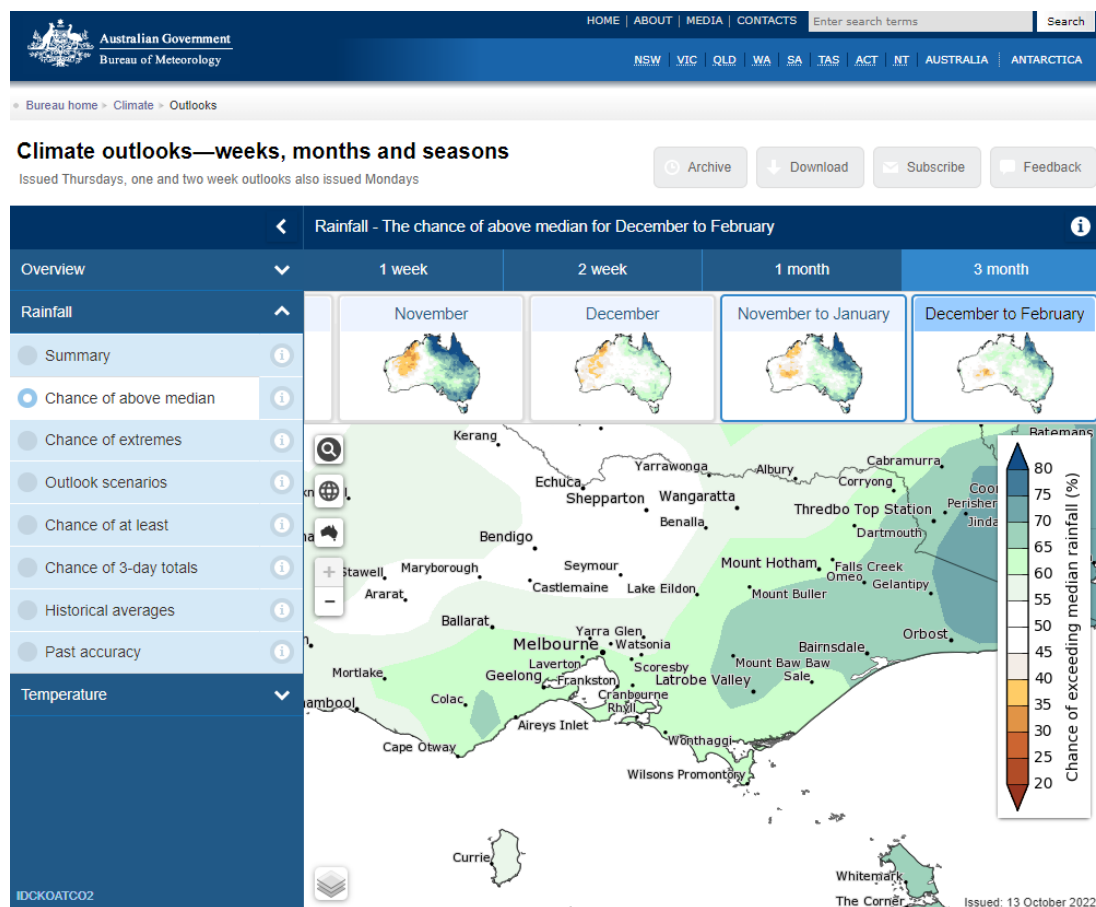 HOME | ABOUT | MEDIA | CONTACTS Enter search terms Search
Australian Government
Bureau of Meteorology
NSW VIC QLD WA SA TAS ACT NT AUSTRALIA ANTARCTICA
Bureau home Climate Outlooks
Climate outlooks—weeks, months and seasons
Issued Thursdays, one and two week outlooks also issued Mondays
Archive Download Subscribe Feedback
Rainfall - The chance of above median for December to February
Overview
1 week 2 week 1 month 3 month
Rainfall
Summary
Chance of above median
Chance of extremes
Outlook scenarios
Chance of at least
Chance of 3-day totals
Historical averages
Past accuracy
Temperature
IDCKOATCO2
November December November to January December to February
Kerang
Batemans
Yarrawonga
Albury
Cabramurra
Corryong
Echuca
Shepparton
Wangaratta
Thredbo Top Station
Perisher
Benalla
Dartmouth
Bendigo
Stawell
Maryborough
Seymour
Mount Hotham
Falls Creek
Omeo
Gelantipy
Castlemaine
Lake Eildon
Mount Buller
Ararat
Ballarat
Yarra Glen
Orbost
Melbourne
Watsonia
Bairnsdale
Laverton
Scoresby
Mount Baw Baw
Mortlake
Geelong
Frankston
Latrobe Valley
Sale
Colac
Cranbourne
Rhyll
Aireys Inlet
Cape Otway
Wonthaggi
Wilsons Promontory
Currie
Whitemark
The Corner
80
75
70
65
60
55
50
45
40
35
30
25
20
Chance of exceeding median rainfall (%)
Issued: 13 October 2022